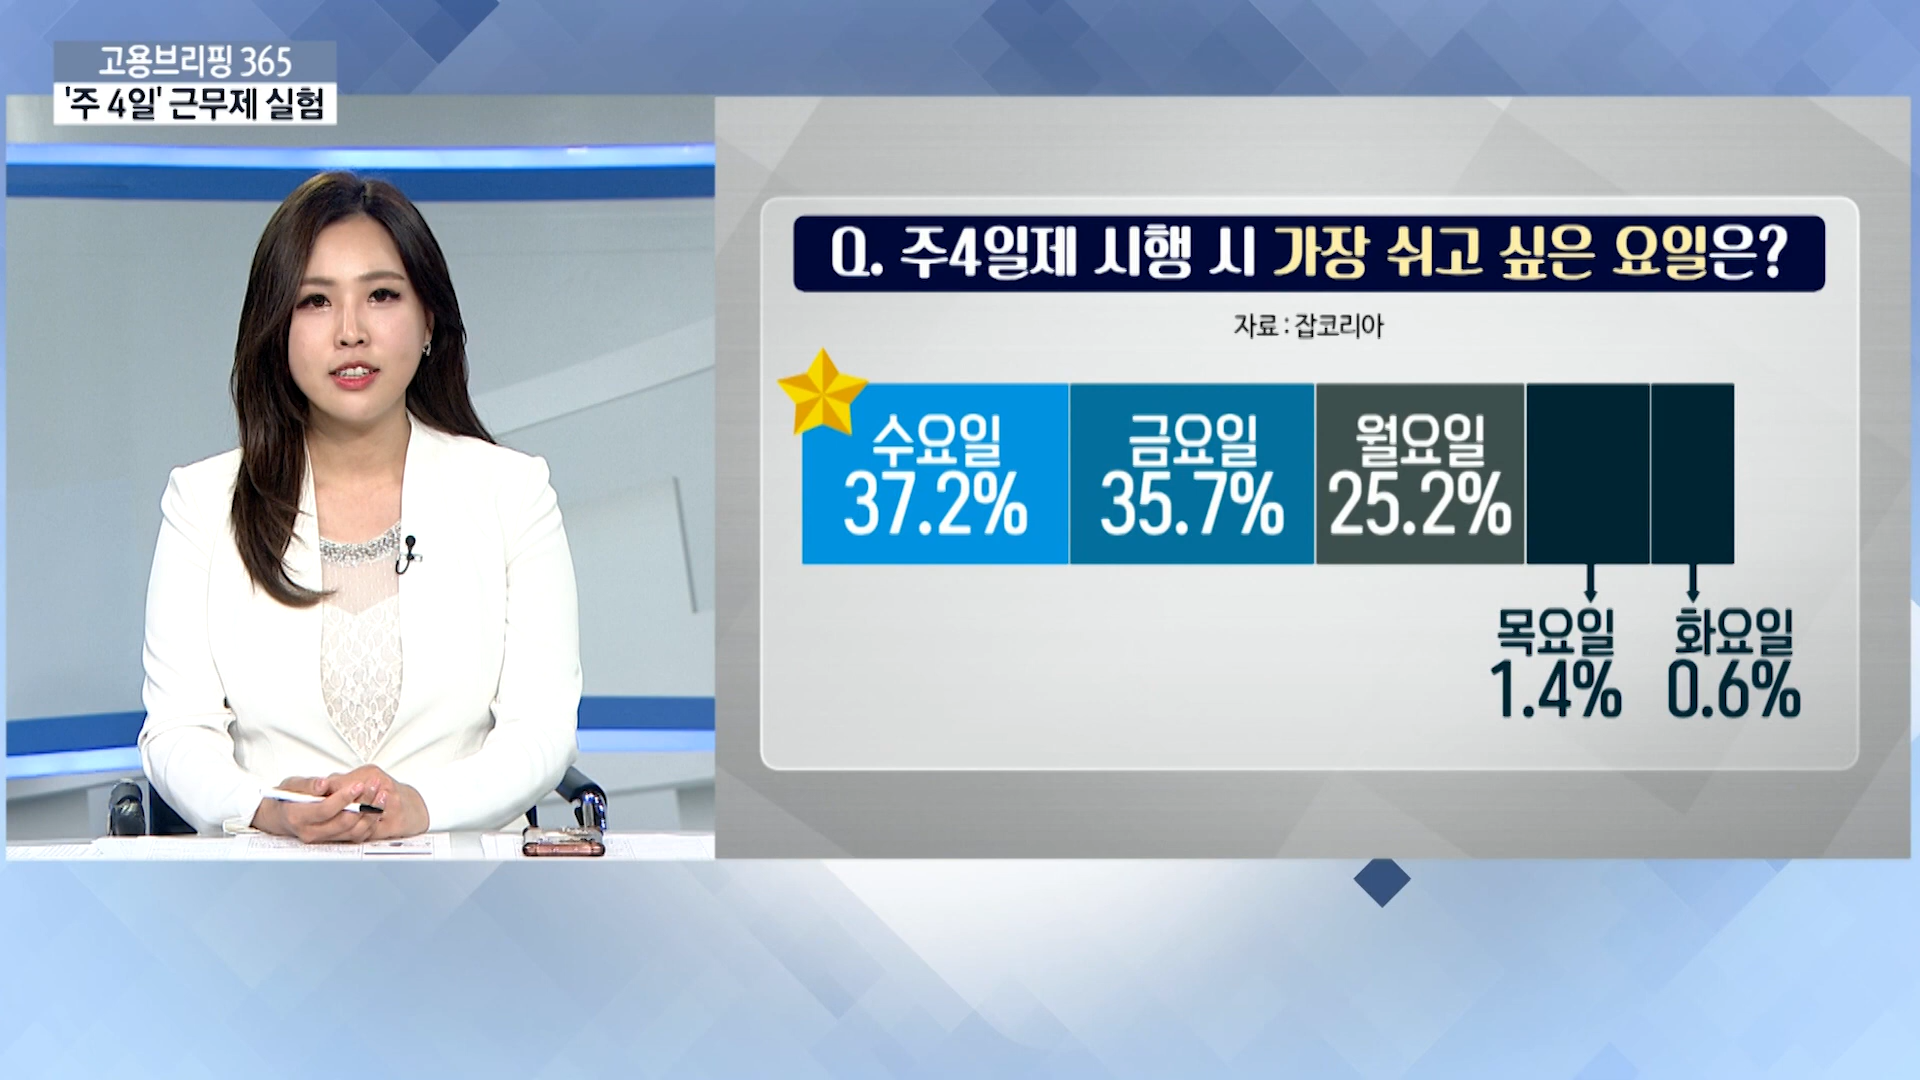 고용브리핑 365
'주 4일' 근무제 실험
Q. 주4일제 시행 시 가장 쉬고 싶은 요일은?
자료 : 잡코리아
수요일
37.2%
금요일
35.7%
월요일
25.2%
목요일
1.4%
화요일
0.6%